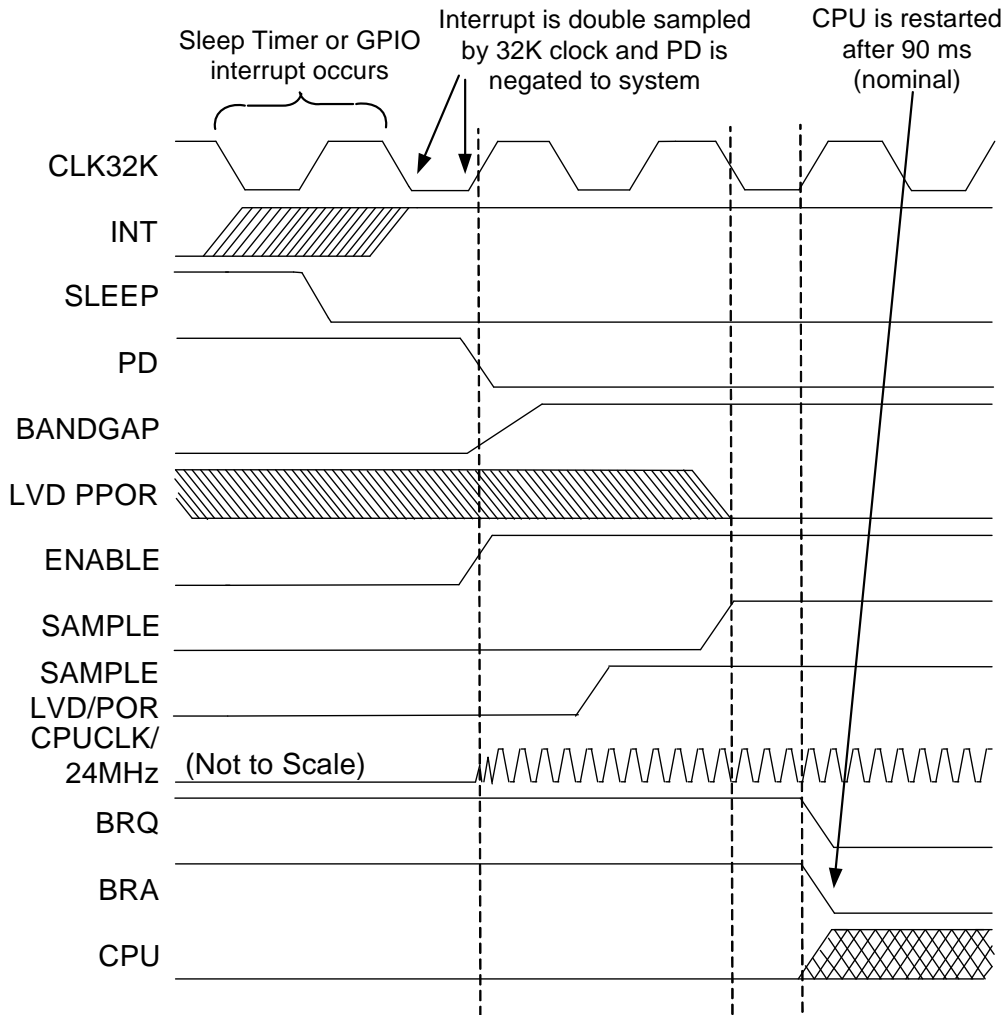 Sleep Timer or GPIO
interrupt occurs
Interrupt is double sampled
by 32K clock and PD is
negated to system
CPU is restarted
after 90 ms
(nominal)
CLK32K
INT
SLEEP
PD
BANDGAP
LVD PPOR
ENABLE
SAMPLE
SAMPLE
LVD/POR
CPUCLK/
24MHz
(Not to Scale)
BRQ
BRA
CPU